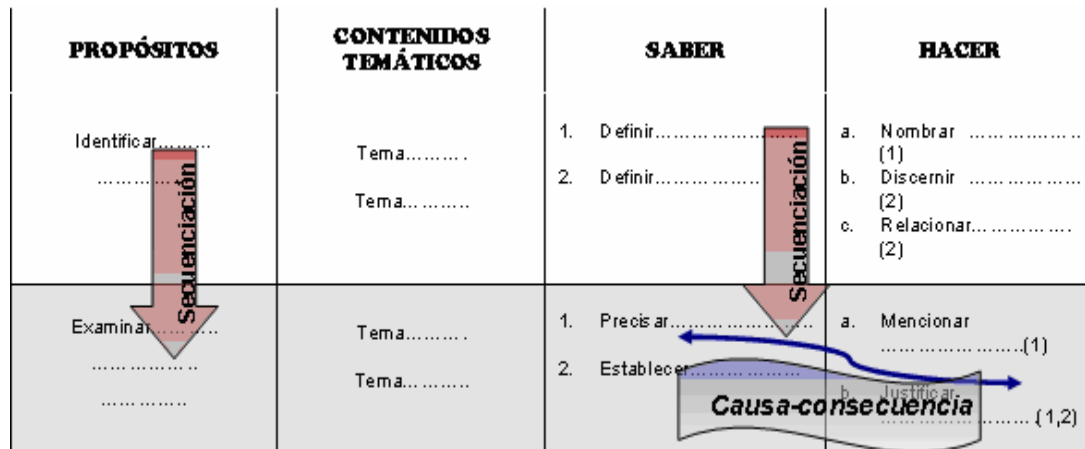 PROPÓSITOS
CONTENIDOS
TEMÁTICOS
SABER
HACER
Identificar.........
...............
Secuenciación
Tema..........
Tema...........
1. Definir........................
2. Definir..................
Secuenciación
a. Nombrar ..................
(1)
b. Discernir ..................
(2)
c. Relacionar................
(2)
Examinar...........
.................
.............
Tema..........
Tema...........
1. Precisar.......................
2. Establecer..................
a. Mencionar
........................(1)
b. Justificar
..........................(1,2)
Causa-consecuencia